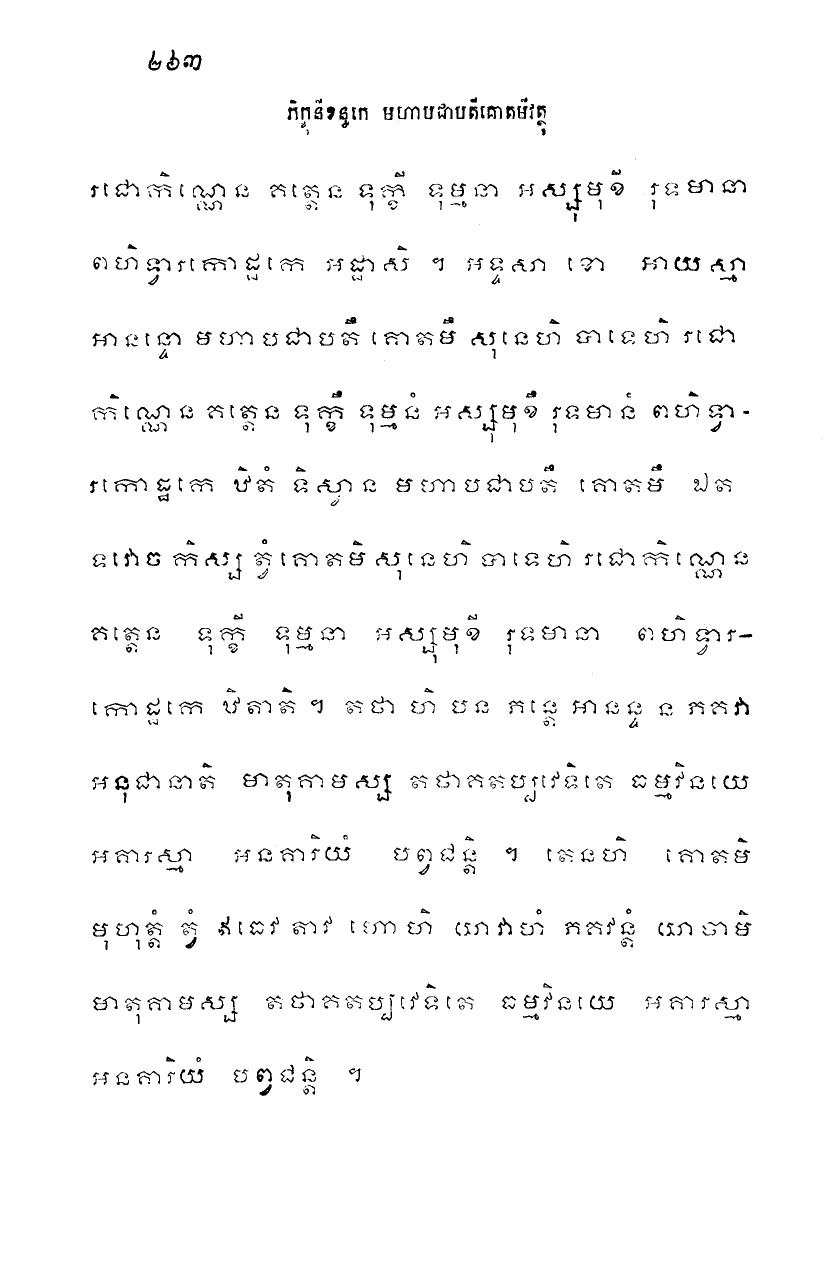 ២៦៣
ភិក្ខុនីខន្ធកេ មហាបជាបតីគោតមីវត្ថុ
រជោកិណ្ណេន គត្តេន ទុក្ខី ទុម្មនា អស្សុមុខី រុទមានា
ពហិទ្វារកោដ្ឋកេ អដ្ឋាសិ ។ អទ្ទសា ខោ អាយស្មា
អានន្ទោ មហាបជាបតឹ គោតមឹ សុនេហិ បាទេហិ រជោ
កិណ្ណេន គត្តេន ទុក្ខឹ ទុម្មនំ អស្សុមុខឹ រុទមានំ ពហិទ្វា-
រកោដ្ឋកេ ឋិតំ ទិស្វាន មហាបជាបតឹ គោតមឹ ឯត
ទវោច កិស្ស ត្វំ គោតមិ សុនេហិ បាទេហិ រជោកិណ្ណេន
គត្តេន ទុក្ខី ទុម្មនា អស្សុមុខី រុទមានា ពហិទ្វារ-
កោដ្ឋកេ ឋិតាតិ ។ តថា ហិ បន ភន្តេ អានន្ទ ន ភគវា
អនុជានាតិ មាតុគាមស្ស តថាគតប្បវេទិតេ ធម្មវិនយេ
អគារស្មា អនគារិយំ បព្វជន្តិ ។ តេនហិ គោតមិ
មុហុត្តំ ត្វំ ឥធេវ តាវ ហោហិ យាវាហំ ភគវន្តំ យាចាមិ
មាតុគាមស្ស តថាគតប្បវេទិតេ ធម្មវិនយេ អគារស្មា
អនគារិយំ បព្វជន្តិ ។